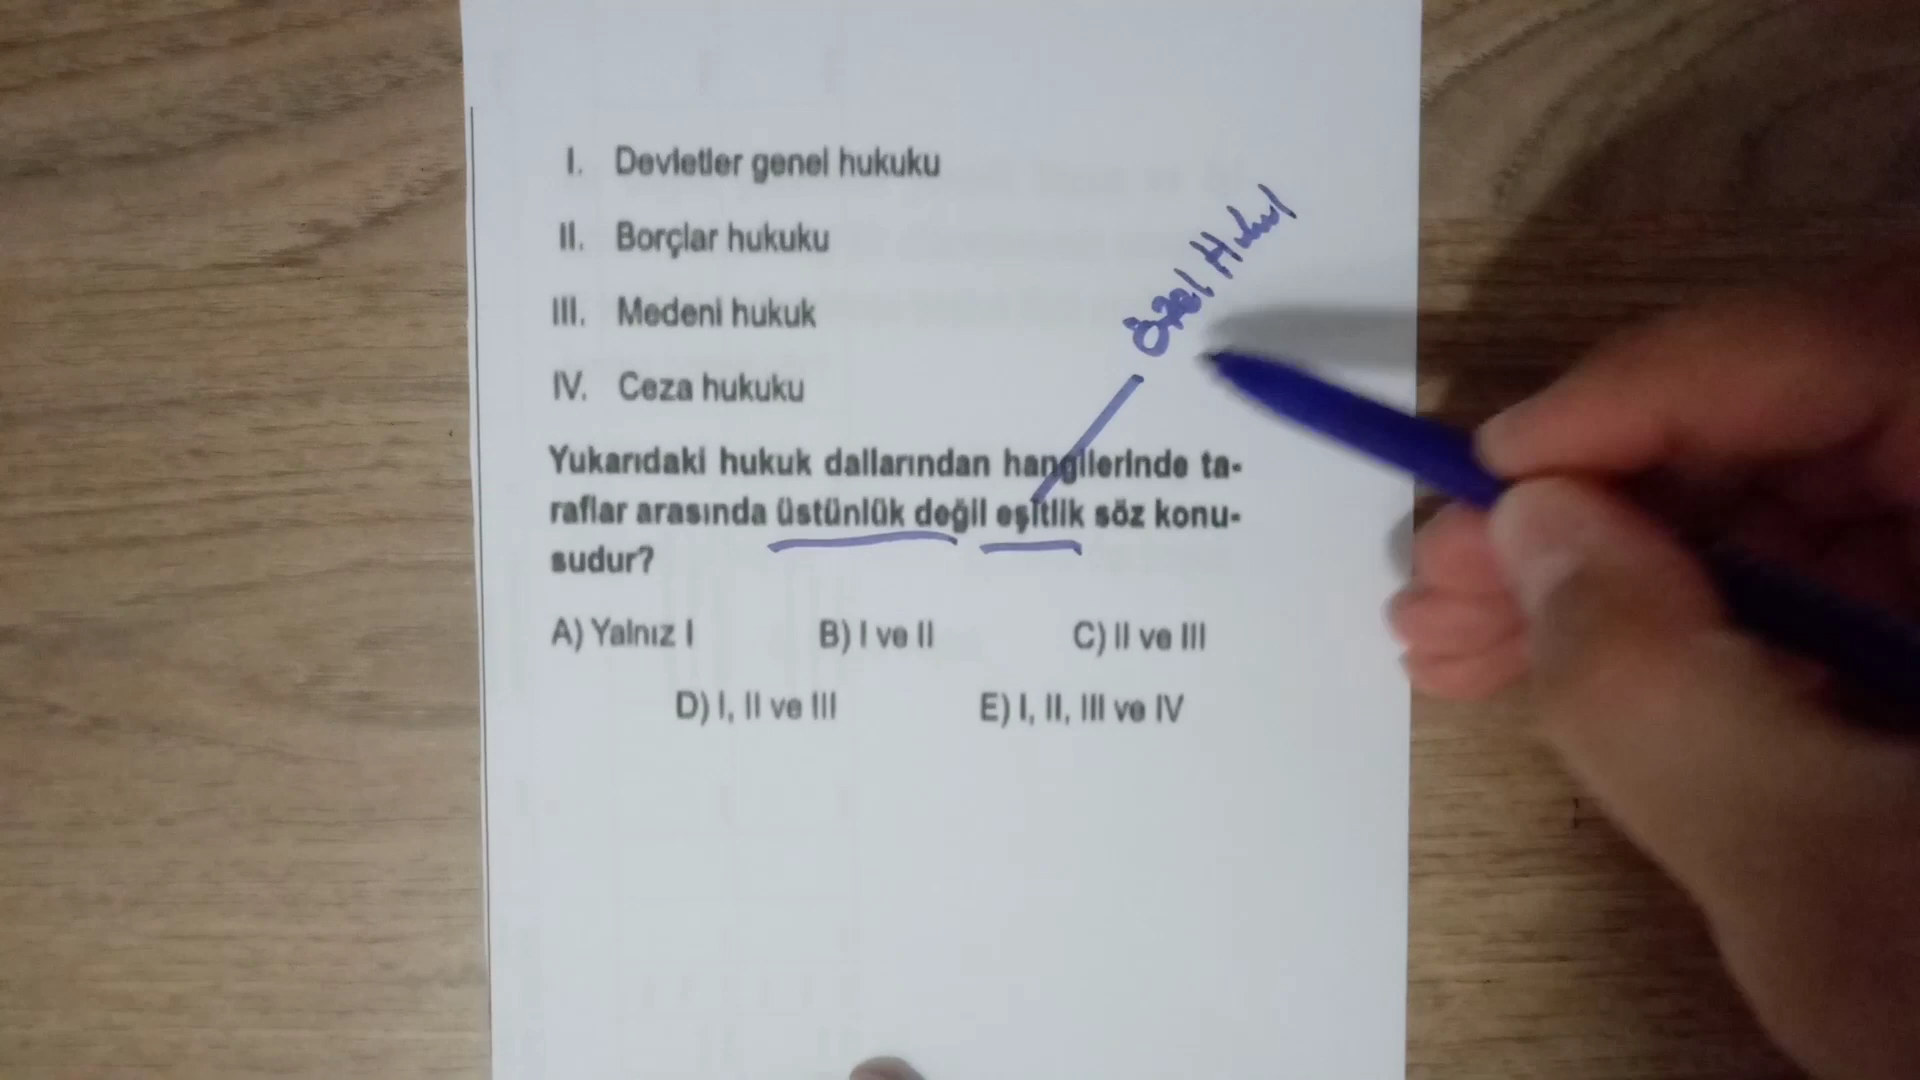 I. Devletler genel hukuku
II. Borçlar hukuku
III. Medeni hukuk
IV. Ceza hukuku
Özel Hukuk
Yukarıdaki hukuk dallarından hangilerinde ta-
raflar arasında üstünlük değil eşitlik söz konu-
sudur?
A) Yalnız I B) I ve II C) II ve III
D) I, II ve III E) I, II, III ve IV